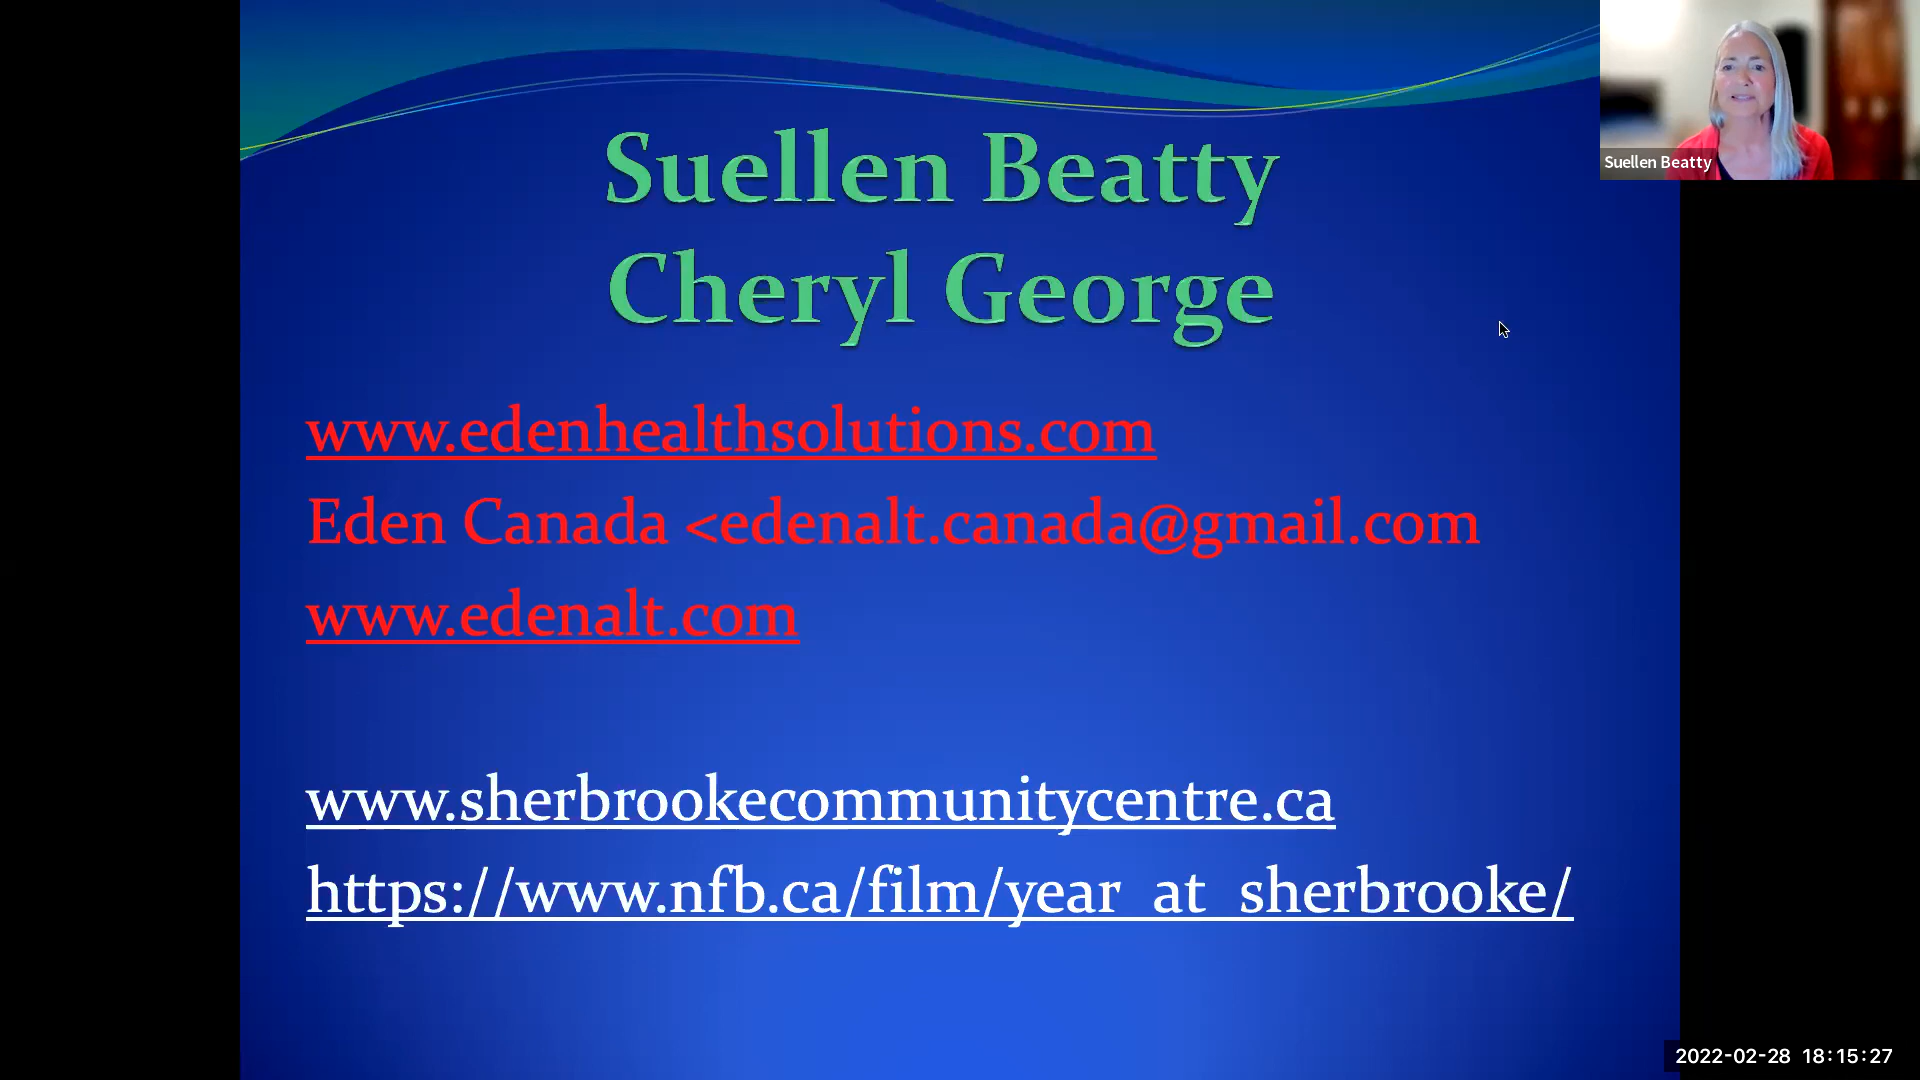 Suellen Beatty
Cheryl George
Suellen Beatty
www.edenhealthsolutions.com
Eden Canada <edenalt.canada@gmail.com
www.edenalt.com
www.sherbrookecommunitycentre.ca
https://www.nfb.ca/film/year_at_sherbrooke/
2022-02-28 18:15:27